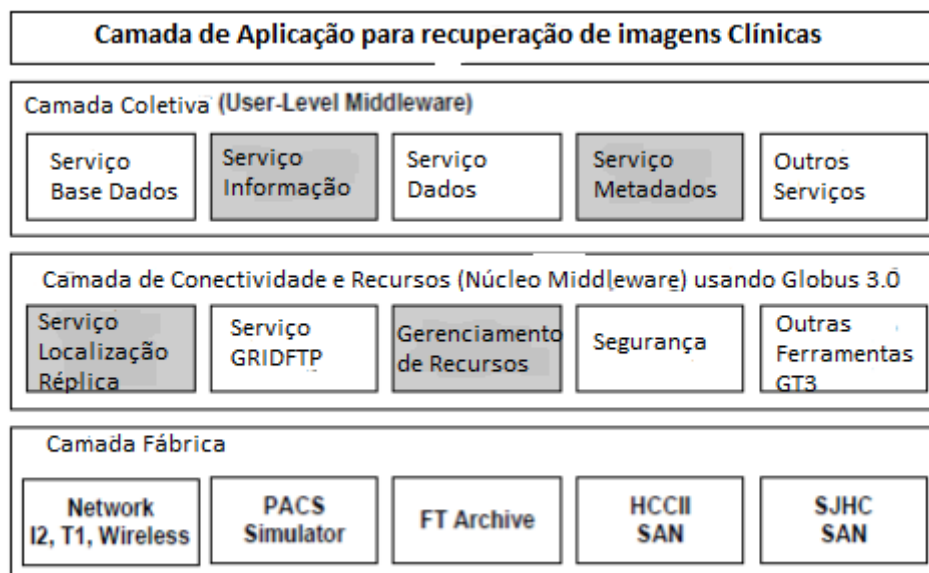 Camada de Aplicação para recuperação de imagens Clínicas
Camada Coletiva (User-Level Middleware)
Serviço
Base Dados
Serviço
Informação
Serviço
Dados
Serviço
Metadados
Outros
Serviços
Camada de Conectividade e Recursos (Núcleo Middleware) usando Globus 3.0
Serviço
Localização
Réplica
Serviço
GRIDFTP
Gerenciamento
de Recursos
Segurança
Outras
Ferramentas
GT3
Camada Fábrica
Network
I2, T1, Wireless
PACS
Simulator
FT Archive
HCCII
SAN
SJHC
SAN